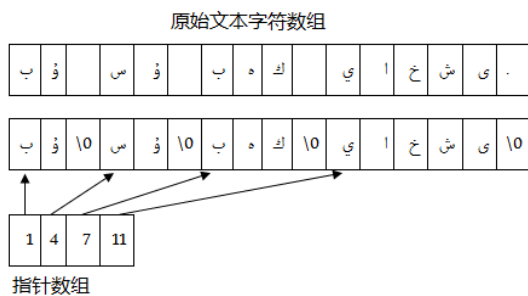 原始文本字符数组
ب ۇ س ۇ ب ە ك ي ا خ ش ى .
ب ۇ \0 س ۇ \0 ب ە ك \0 ي ا خ ش ى \0
1 4 7 11
指针数组